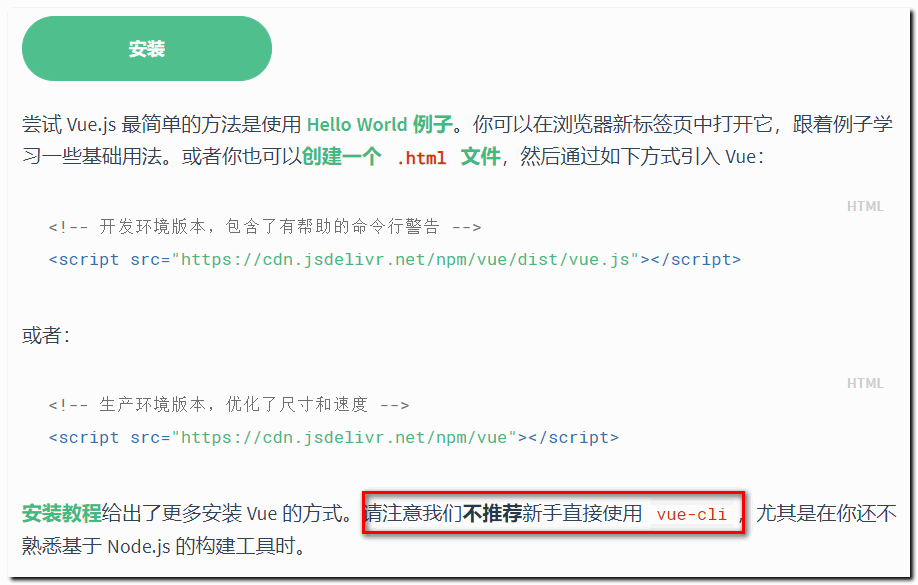 安装
尝试 Vue.js 最简单的方法是使用 Hello World 例子。你可以在浏览器新标签页中打开它，跟着例子学
习一些基础用法。或者你也可以创建一个 .html 文件，然后通过如下方式引入 Vue：
HTML
<!-- 开发环境版本，包含了有帮助的命令行警告 -->
<script src="https://cdn.jsdelivr.net/npm/vue/dist/vue.js"></script>
或者：
HTML
<!-- 生产环境版本，优化了尺寸和速度 -->
<script src="https://cdn.jsdelivr.net/npm/vue"></script>
安装教程给出了更多安装 Vue 的方式。请注意我们不推荐新手直接使用 vue-cli，尤其是在你还不
熟悉基于 Node.js 的构建工具时。